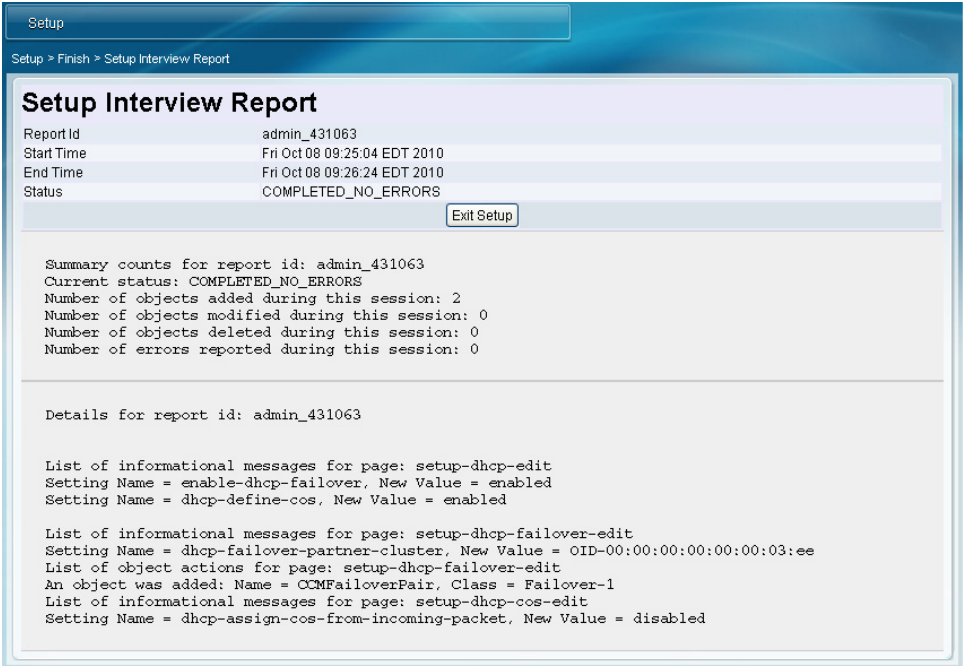 Setup
Setup > Finish > Setup Interview Report
Setup Interview Report
Report Id admin_431063
Start Time Fri Oct 08 09:25:04 EDT 2010
End Time Fri Oct 08 09:26:24 EDT 2010
Status COMPLETED_NO_ERRORS
Exit Setup
Summary counts for report id: admin_431063
Current status: COMPLETED_NO_ERRORS
Number of objects added during this session: 2
Number of objects modified during this session: 0
Number of objects deleted during this session: 0
Number of errors reported during this session: 0
Details for report id: admin_431063
List of informational messages for page: setup-dhcp-edit
Setting Name = enable-dhcp-failover, New Value = enabled
Setting Name = dhcp-define-cos, New Value = enabled
List of informational messages for page: setup-dhcp-failover-edit
Setting Name = dhcp-failover-partner-cluster, New Value = OID-00:00:00:00:00:00:03:ee
List of object actions for page: setup-dhcp-failover-edit
An object was added: Name = CCMFailoverPair, Class = Failover-1
List of informational messages for page: setup-dhcp-cos-edit
Setting Name = dhcp-assign-cos-from-incoming-packet, New Value = disabled